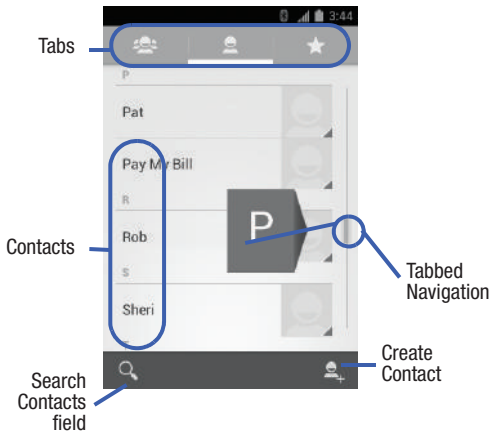 3:44
Tabs
P
Pat
Pay My Bill
R
Rob
P
Contacts
S
Tabbed
Navigation
Sheri
Create
Contact
Search
Contacts
field